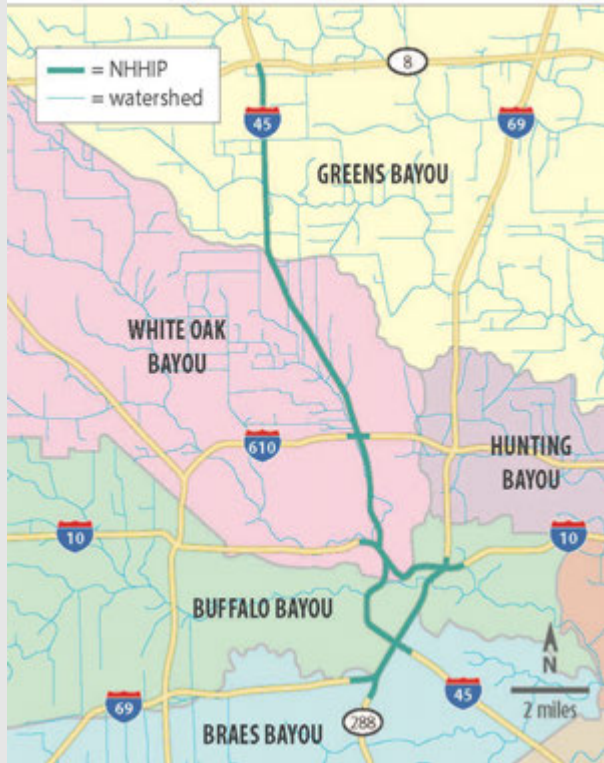 = NHHIP
= watershed
8
45
69
GREENS BAYOU
WHITE OAK
BAYOU
610
HUNTING
BAYOU
10
10
BUFFALO BAYOU
N
69
45
2 miles
288
BRAES BAYOU